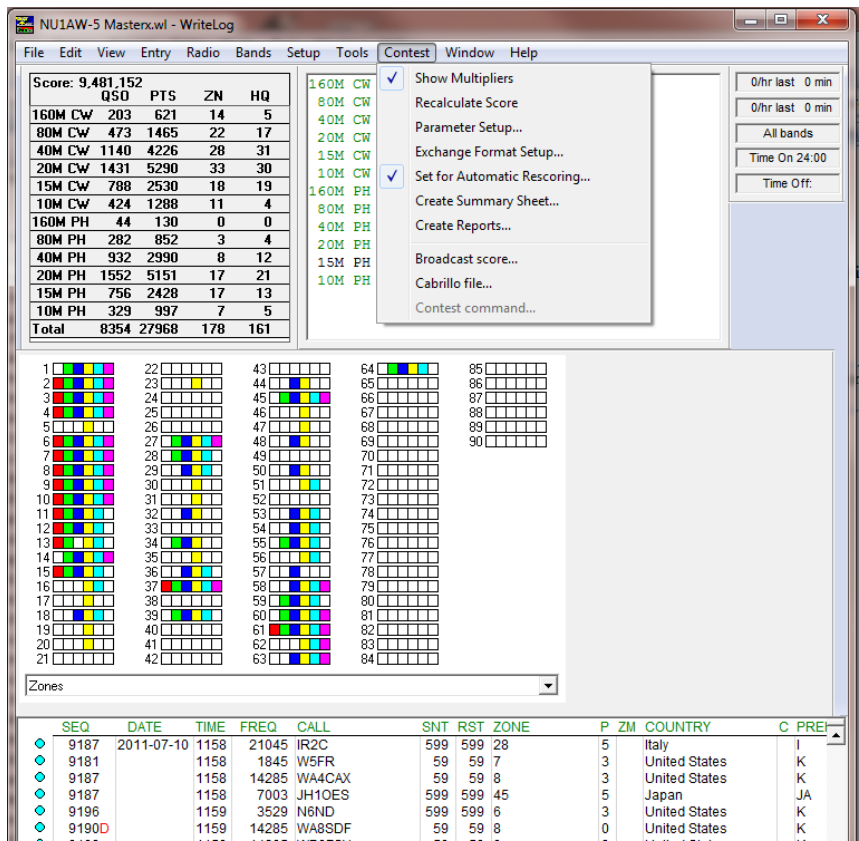 NU1AW-5 Masterx.wl - WriteLog
File Edit View Entry Radio Bands Setup Tools Contest Window Help
Score: 9,481,152
QSO PTS ZN HQ
160M CW 203 621 14 5
80M CW 473 1465 22 17
40M CW 1140 4226 28 31
20M CW 1431 5290 33 30
15M CW 788 2530 18 19
10M CW 424 1288 11 4
160M PH 44 130 0 0
80M PH 282 852 3 4
40M PH 932 2990 8 12
20M PH 1552 5151 17 21
15M PH 756 2428 17 13
10M PH 329 997 7 5
Total 8354 27968 178 161
160M CW
80M CW
40M CW
20M CW
15M CW
10M CW
160M PH
80M PH
40M PH
20M PH
15M PH
10M PH
Show Multipliers
Recalculate Score
Parameter Setup...
Exchange Format Setup...
Set for Automatic Rescoring...
Create Summary Sheet...
Create Reports...
Broadcast score...
Cabrillo file...
Contest command...
0/hr last 0 min
0/hr last 0 min
All bands
Time On 24:00
Time Off:
1 22 43 64 85
2 23 44 65 86
3 24 45 66 87
4 25 46 67 88
5 26 47 68 89
6 27 48 69 90
7 28 49 70
8 29 50 71
9 30 51 72
10 31 52 73
11 32 53 74
12 33 54 75
13 34 55 76
14 35 56 77
15 36 57 78
16 37 58 79
17 38 59 80
18 39 60 81
19 40 61 82
20 41 62 83
21 42 63 84
Zones
SEQ DATE TIME FREQ CALL SNT RST ZONE P ZM COUNTRY C PREF
9187 2011-07-10 1158 21045 IR2C 599 599 28 5 Italy I
9181 1158 1845 W5FR 59 59 7 3 United States K
9187 1158 14285 WA4CAX 59 59 8 3 United States K
9187 1158 7003 JH1OES 599 599 45 5 Japan JA
9196 1159 3529 N6ND 599 599 6 3 United States K
9190D 1159 14285 WA8SDF 59 59 8 0 United States K